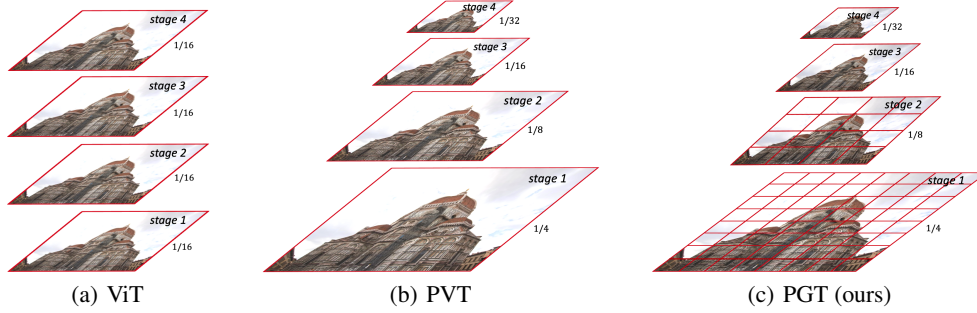 stage 4
1/16
stage 3
1/16
stage 2
1/16
stage 1
1/16
(a) ViT
stage 4
1/32
stage 3
1/16
stage 2
1/8
stage 1
1/4
(b) PVT
stage 4
1/32
stage 3
1/16
stage 2
1/8
stage 1
1/4
(c) PGT (ours)